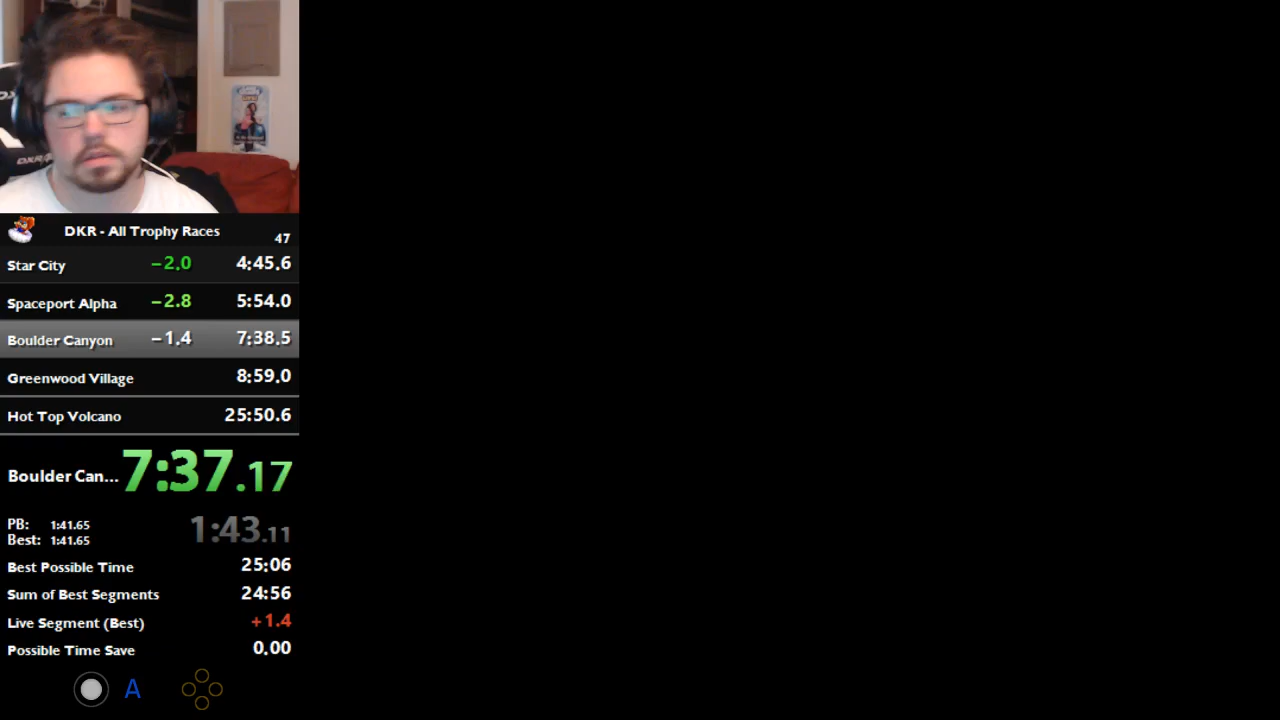 DKR - All Trophy Races
47
Star City -2.0 4:45.6
Spaceport Alpha -2.8 5:54.0
Boulder Canyon -1.4 7:38.5
Greenwood Village 8:59.0
Hot Top Volcano 25:50.6
Boulder Can... 7:37.17
PB: 1:41.65
Best: 1:41.65
1:43.11
Best Possible Time 25:06
Sum of Best Segments 24:56
Live Segment (Best) +1.4
Possible Time Save 0.00
A